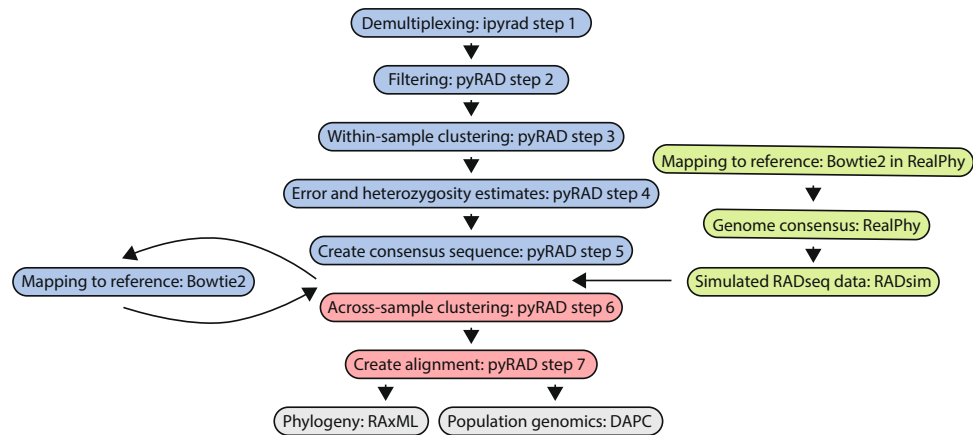 Demultiplexing: ipyrad step 1
Filtering: pyRAD step 2
Within-sample clustering: pyRAD step 3
Mapping to reference: Bowtie2 in RealPhy
Error and heterozygosity estimates: pyRAD step 4
Genome consensus: RealPhy
Create consensus sequence: pyRAD step 5
Mapping to reference: Bowtie2
Simulated RADseq data: RADsim
Across-sample clustering: pyRAD step 6
Create alignment: pyRAD step 7
Phylogeny: RAxML
Population genomics: DAPC